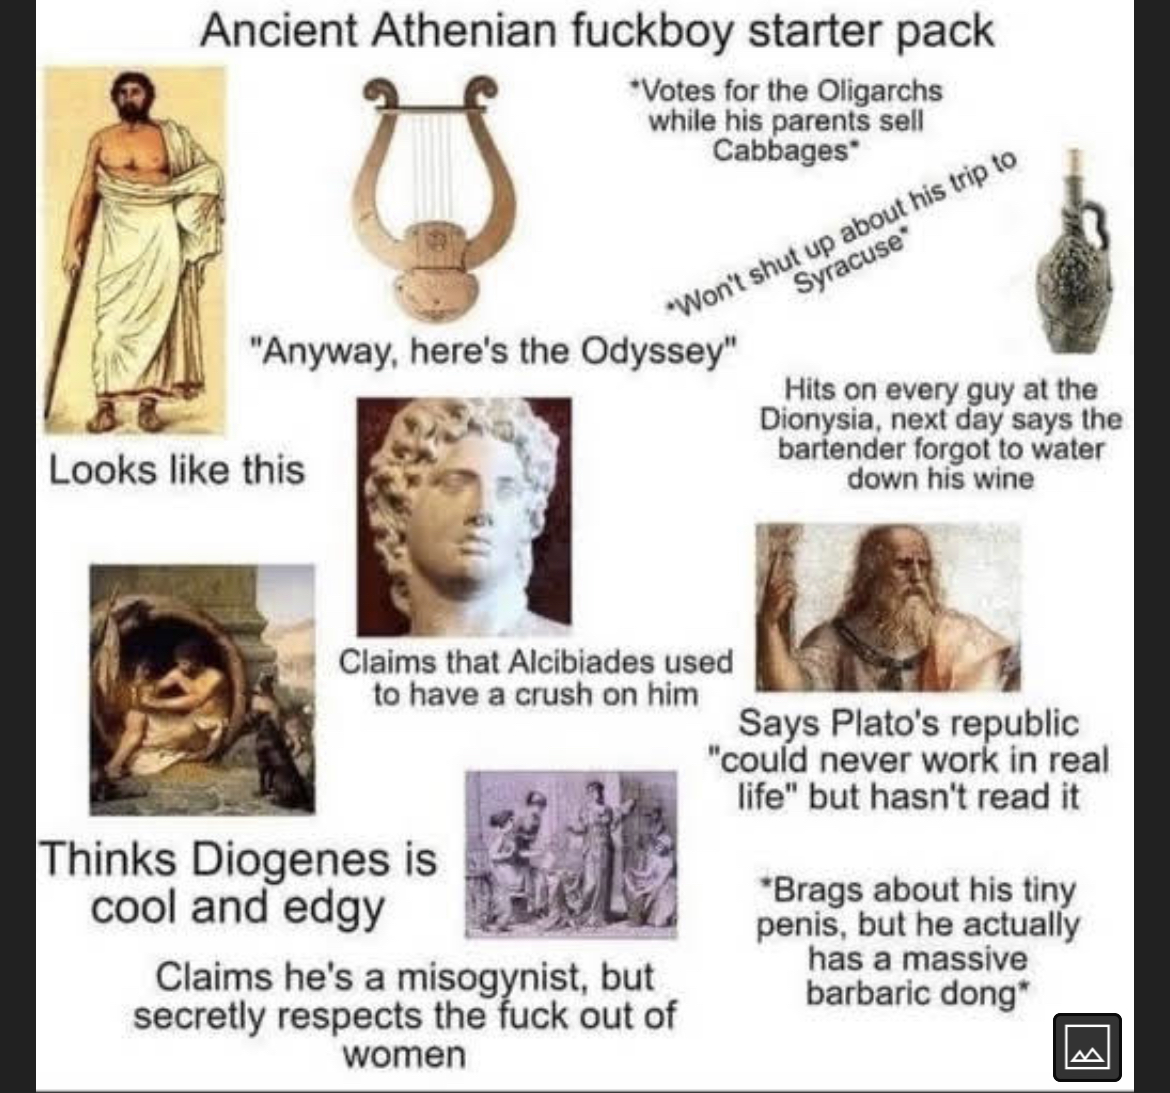 Ancient Athenian fuckboy starter pack
*Votes for the Oligarchs
while his parents sell
Cabbages*
*Won't shut up about his trip to
Syracuse*
"Anyway, here's the Odyssey"
Looks like this
Hits on every guy at the
Dionysia, next day says the
bartender forgot to water
down his wine
Claims that Alcibiades used
to have a crush on him
Says Plato's republic
"could never work in real
life" but hasn't read it
Thinks Diogenes is
cool and edgy
*Brags about his tiny
penis, but he actually
has a massive
barbaric dong*
Claims he's a misogynist, but
secretly respects the fuck out of
women